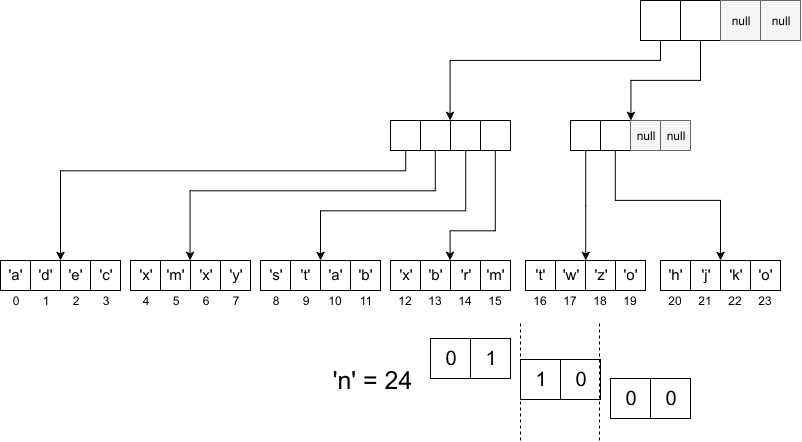 null null
null null
'a' 'd' 'e' 'c' 'x' 'm' 'x' 'y' 's' 't' 'a' 'b' 'x' 'b' 'r' 'm' 't' 'w' 'z' 'o' 'h' 'j' 'k' 'o'
0 1 2 3 4 5 6 7 8 9 10 11 12 13 14 15 16 17 18 19 20 21 22 23
'n' = 24
0 1
1 0
0 0